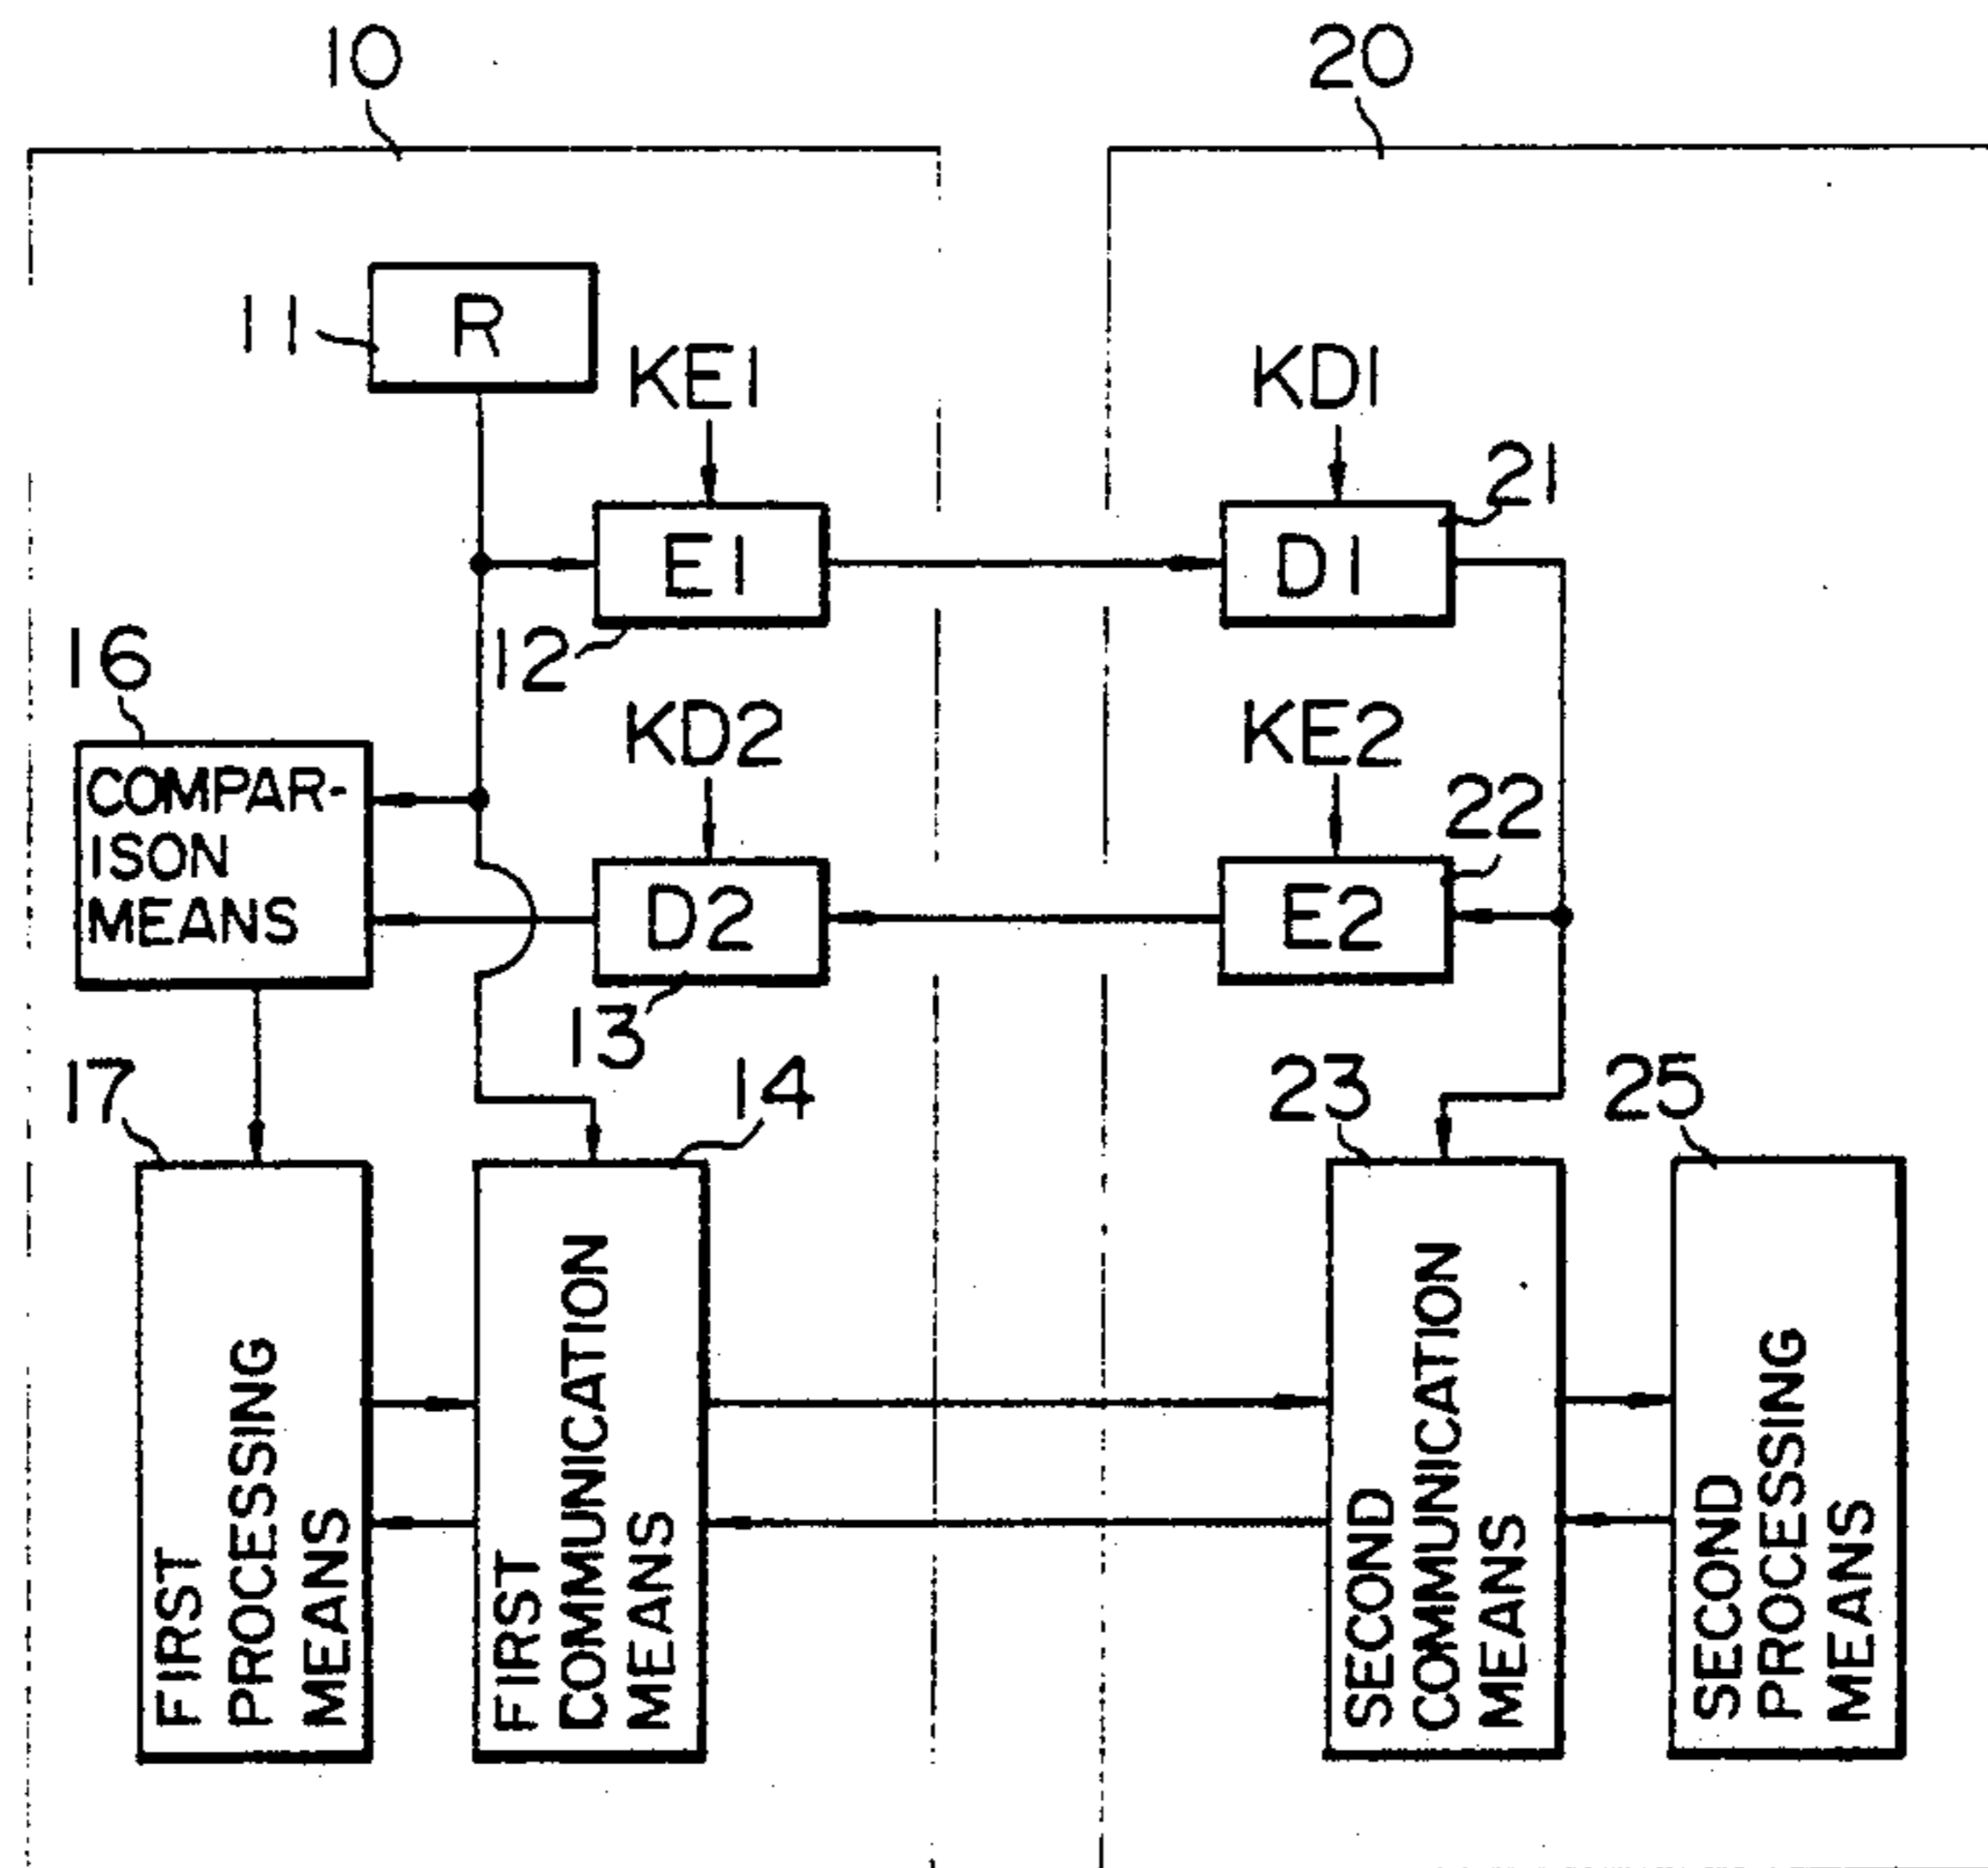 10
20
R
11
KE1
KD1
21
E1
D1
12
16
KD2
KE2
22
COMPAR-
ISON
MEANS
D2
E2
13
17
14
23
25
FIRST
PROCESSING
MEANS
FIRST
COMMUNICATION
MEANS
SECOND
COMMUNICATION
MEANS
SECOND
PROCESSING
MEANS